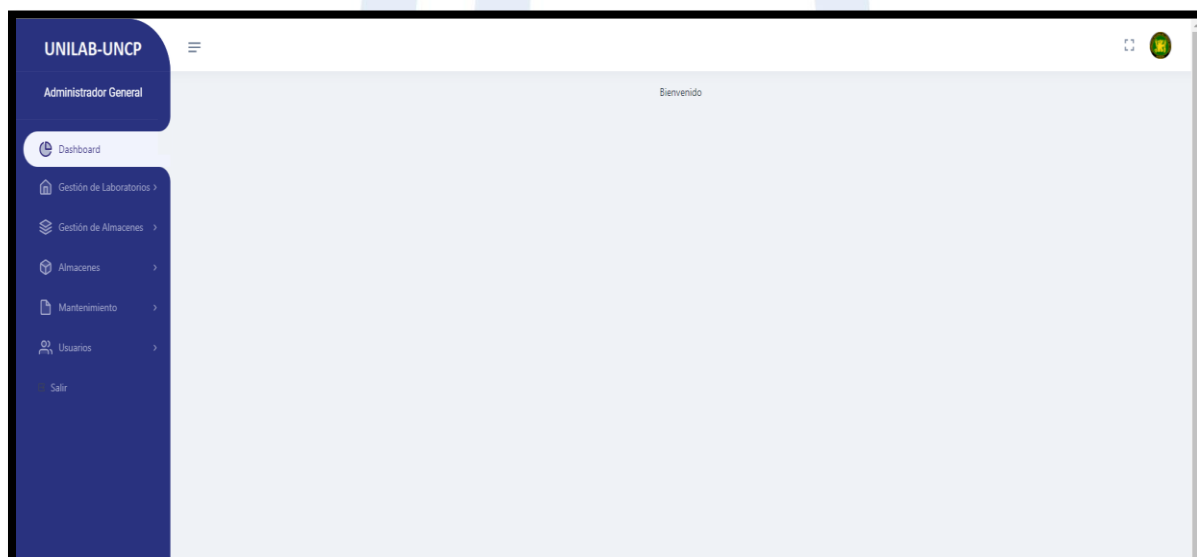 UNILAB-UNCP
Administrador General
Bienvenido
Dashboard
Gestión de Laboratorios
Gestión de Almacenes
Almacenes
Mantenimiento
Usuarios
Salir